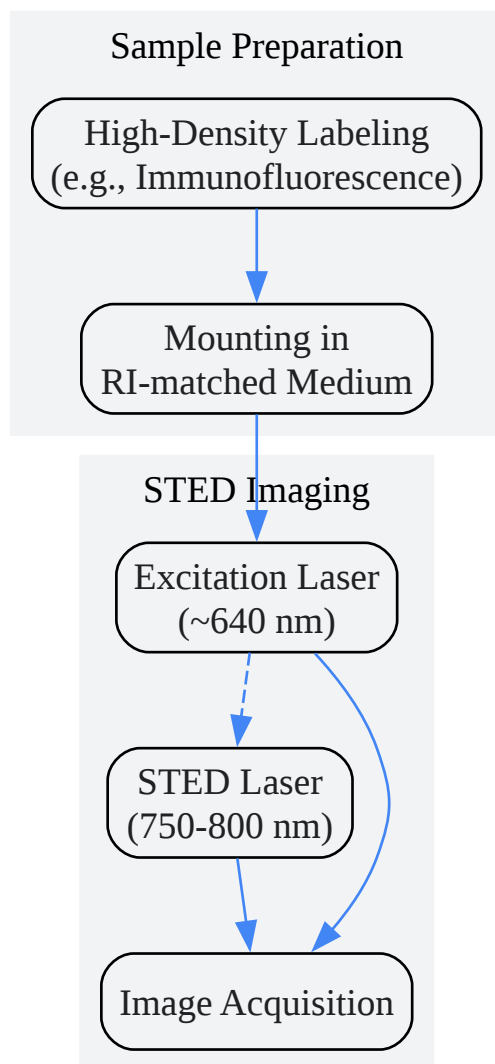 Sample Preparation
High-Density Labeling
(e.g., Immunofluorescence)
Mounting in
RI-matched Medium
STED Imaging
Excitation Laser
(~640 nm)
STED Laser
(750-800 nm)
Image Acquisition